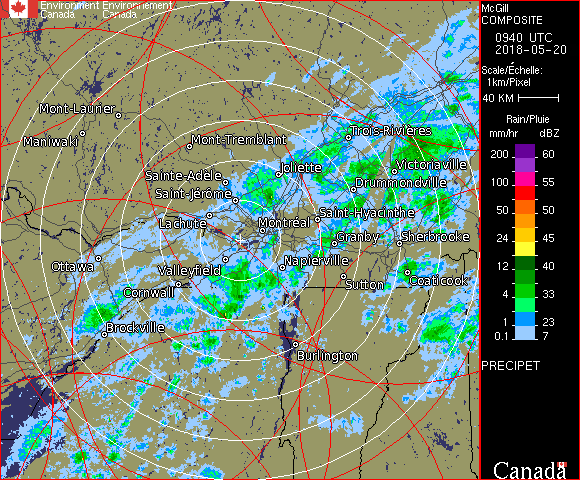 Environment Environnement
Canada Canada
McGill
COMPOSITE
0940 UTC
2018-05-20
Scale/Échelle:
1km/Pixel
40 KM
Rain/Pluie
mm/hr dBZ
200 60
100 55
50 50
24 45
12 40
4 33
1 23
0.1 7
PRECIPET
Mont-Laurier
Maniwaki
Mont-Tremblant
Trois-Rivières
Joliette
Victoriaville
Sainte-Adèle
Drummondville
Saint-Jérôme
Saint-Hyacinthe
Lachute
Montréal
Granby
Sherbrooke
Ottawa
Valleyfield
Napierville
Coaticook
Sutton
Cornwall
Brockville
Burlington
Canada